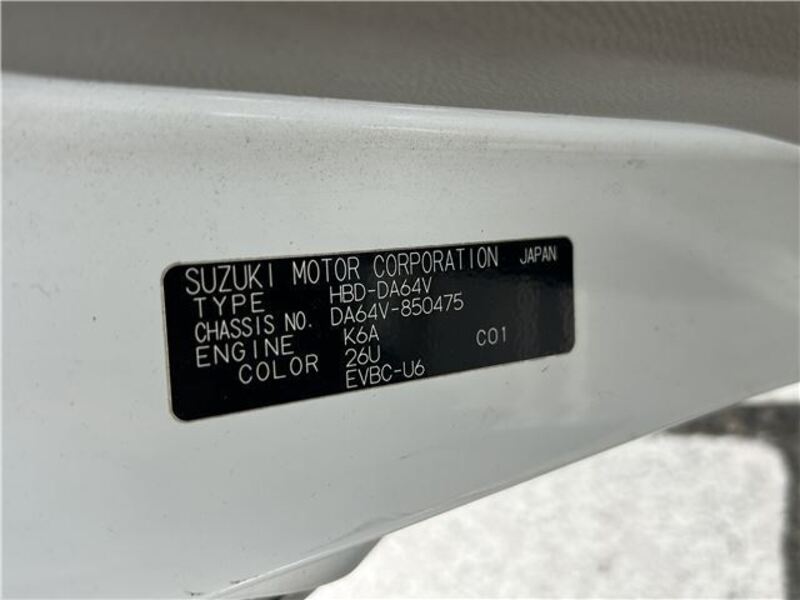 SUZUKI MOTOR CORPORATION JAPAN
TYPE HBD-DA64V
CHASSIS NO. DA64V-850475
ENGINE K6A C01
COLOR 26U
EVBC-U6